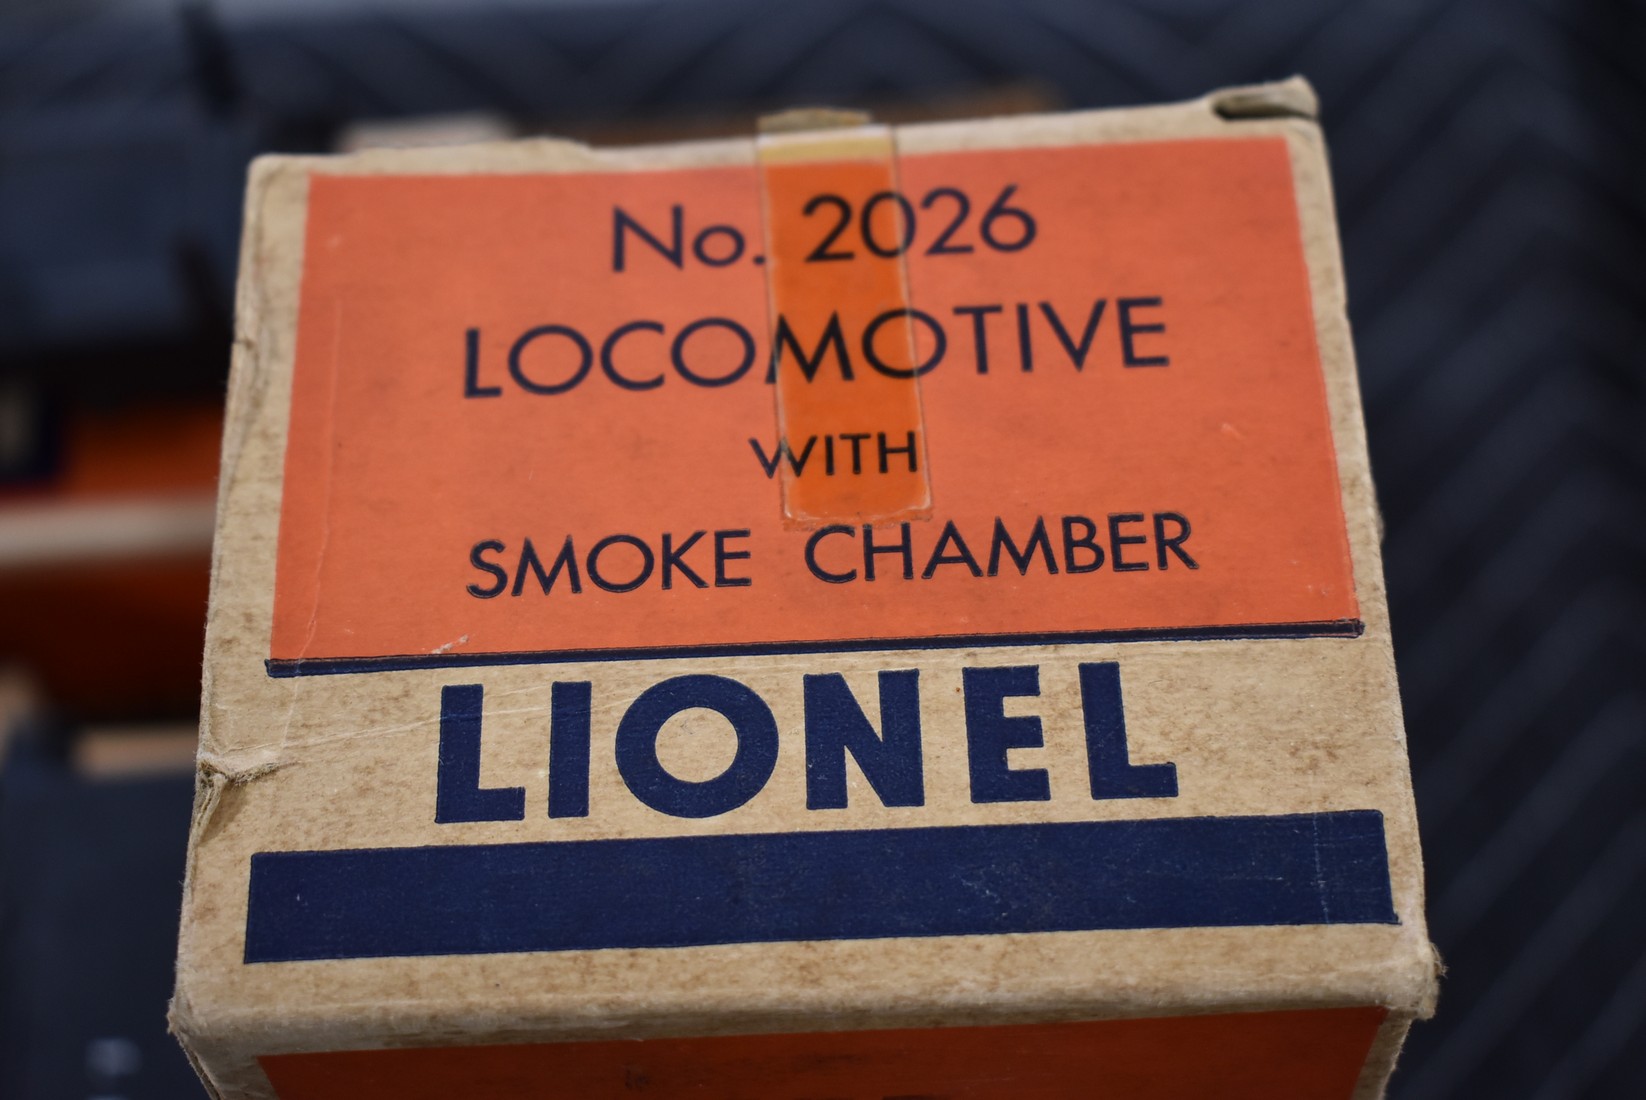 No. 2026
LOCOMOTIVE
WITH
SMOKE CHAMBER
LIONEL